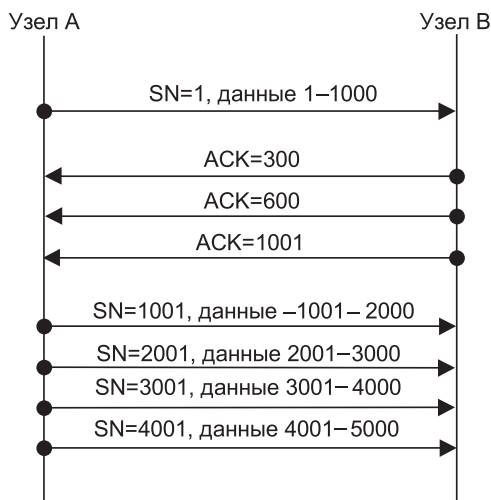 Узел A
Узел B
SN=1, данные 1–1000
ACK=300
ACK=600
ACK=1001
SN=1001, данные –1001– 2000
SN=2001, данные 2001–3000
SN=3001, данные 3001–4000
SN=4001, данные 4001–5000